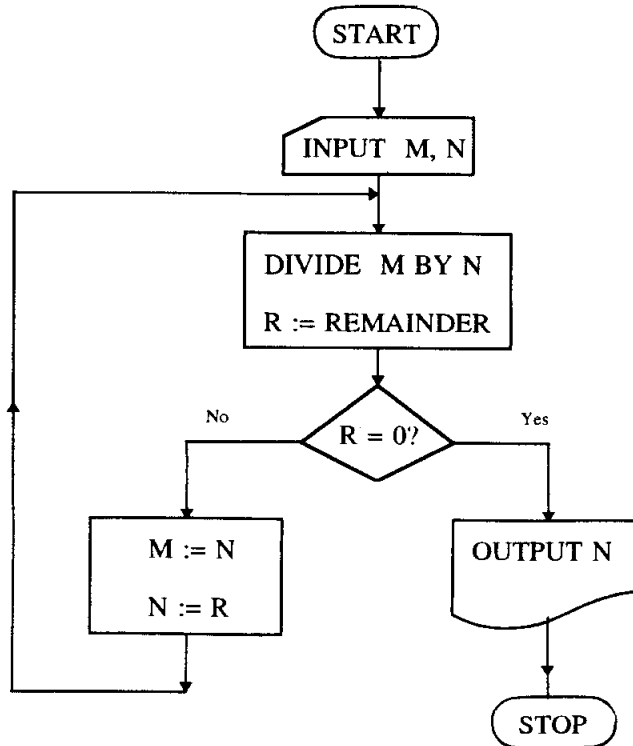 START
INPUT M, N
DIVIDE M BY N
R := REMAINDER
No
R = 0?
Yes
M := N
N := R
OUTPUT N
STOP